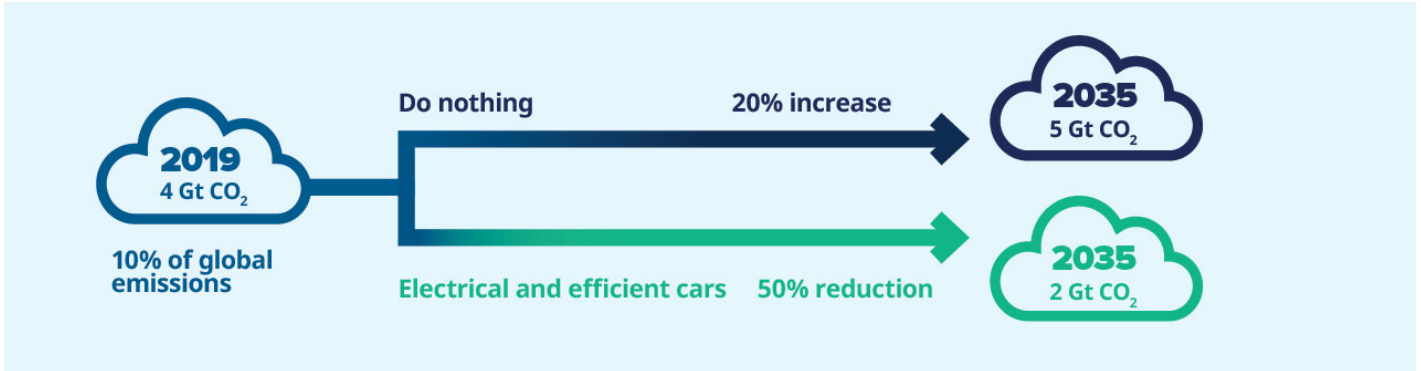 2019
4 Gt CO₂
10% of global
emissions
Do nothing
20% increase
2035
5 Gt CO₂
Electrical and efficient cars
50% reduction
2035
2 Gt CO₂